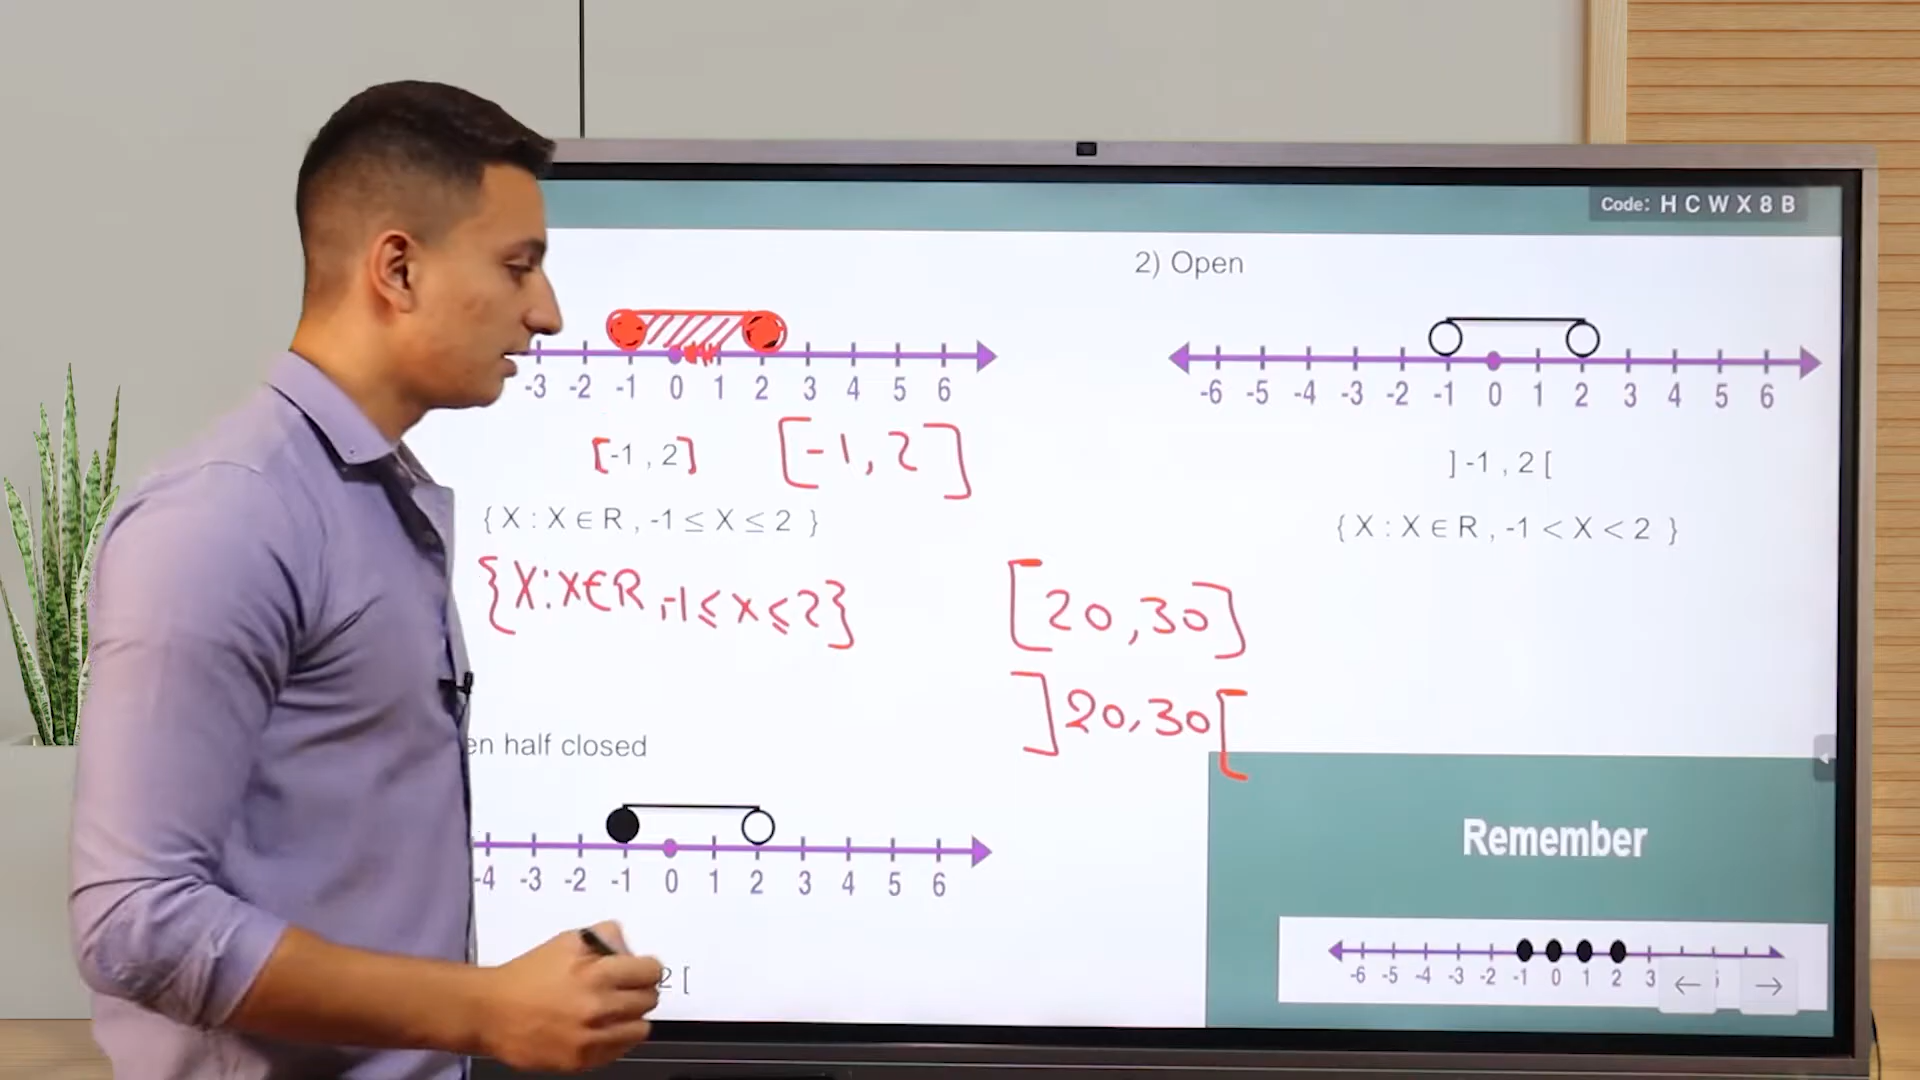 Code: H C W X 8 B
2) Open
-3 -2 -1 0 1 2 3 4 5 6
-6 -5 -4 -3 -2 -1 0 1 2 3 4 5 6
[-1 , 2]
[-1, 2]
] -1 , 2 [
{ X : X ∈ R , -1 ≤ X ≤ 2 }
{ X : X ∈ R , -1 < X < 2 }
{X:X∈R, -1≤x≤2}
[20,30]
]20,30[
en half closed
-4 -3 -2 -1 0 1 2 3 4 5 6
2 [
Remember
-6 -5 -4 -3 -2 -1 0 1 2 3